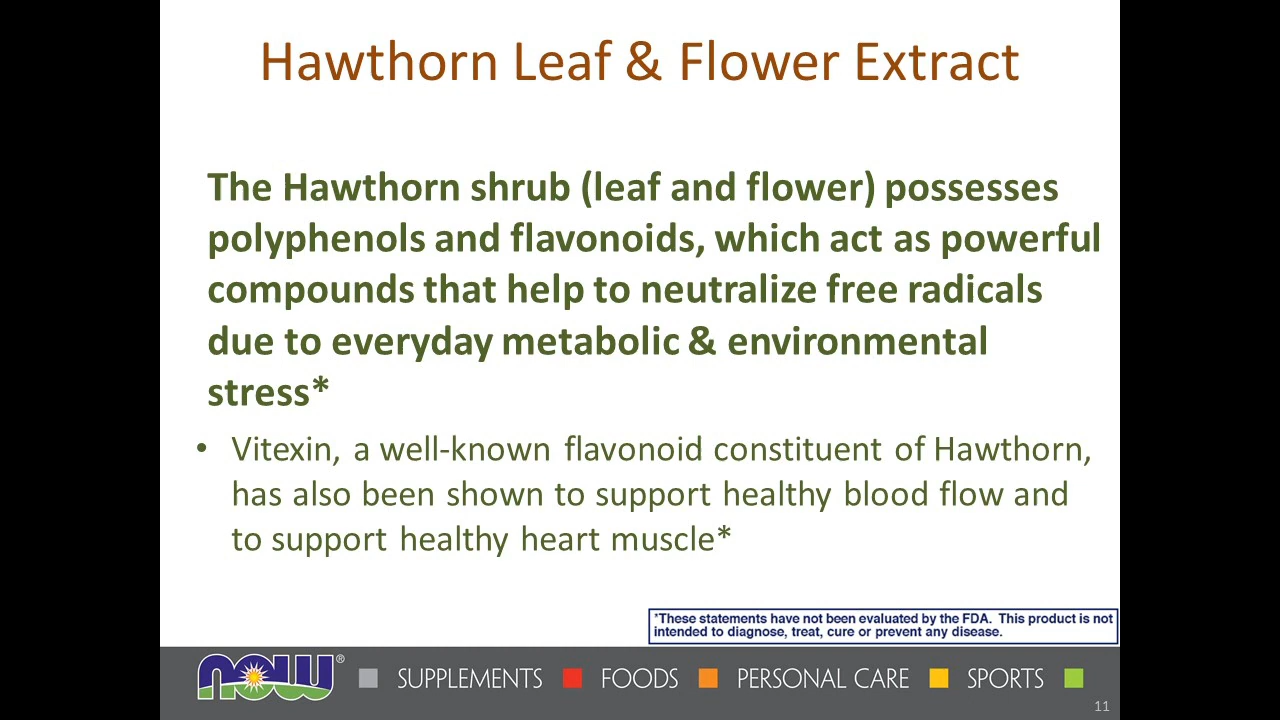 Hawthorn Leaf & Flower Extract
The Hawthorn shrub (leaf and flower) possesses
polyphenols and flavonoids, which act as powerful
compounds that help to neutralize free radicals
due to everyday metabolic & environmental
stress*
• Vitexin, a well-known flavonoid constituent of Hawthorn,
has also been shown to support healthy blood flow and
to support healthy heart muscle*
*These statements have not been evaluated by the FDA. This product is not
intended to diagnose, treat, cure or prevent any disease.
now® SUPPLEMENTS FOODS PERSONAL CARE SPORTS
11